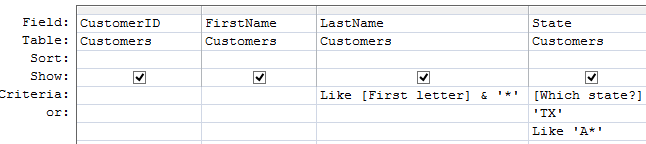 Field: CustomerID FirstName LastName State
Table: Customers Customers Customers Customers
Sort:
Show:
Criteria: Like [First letter] & '*' [Which state?]
or: 'TX'
Like 'A*'